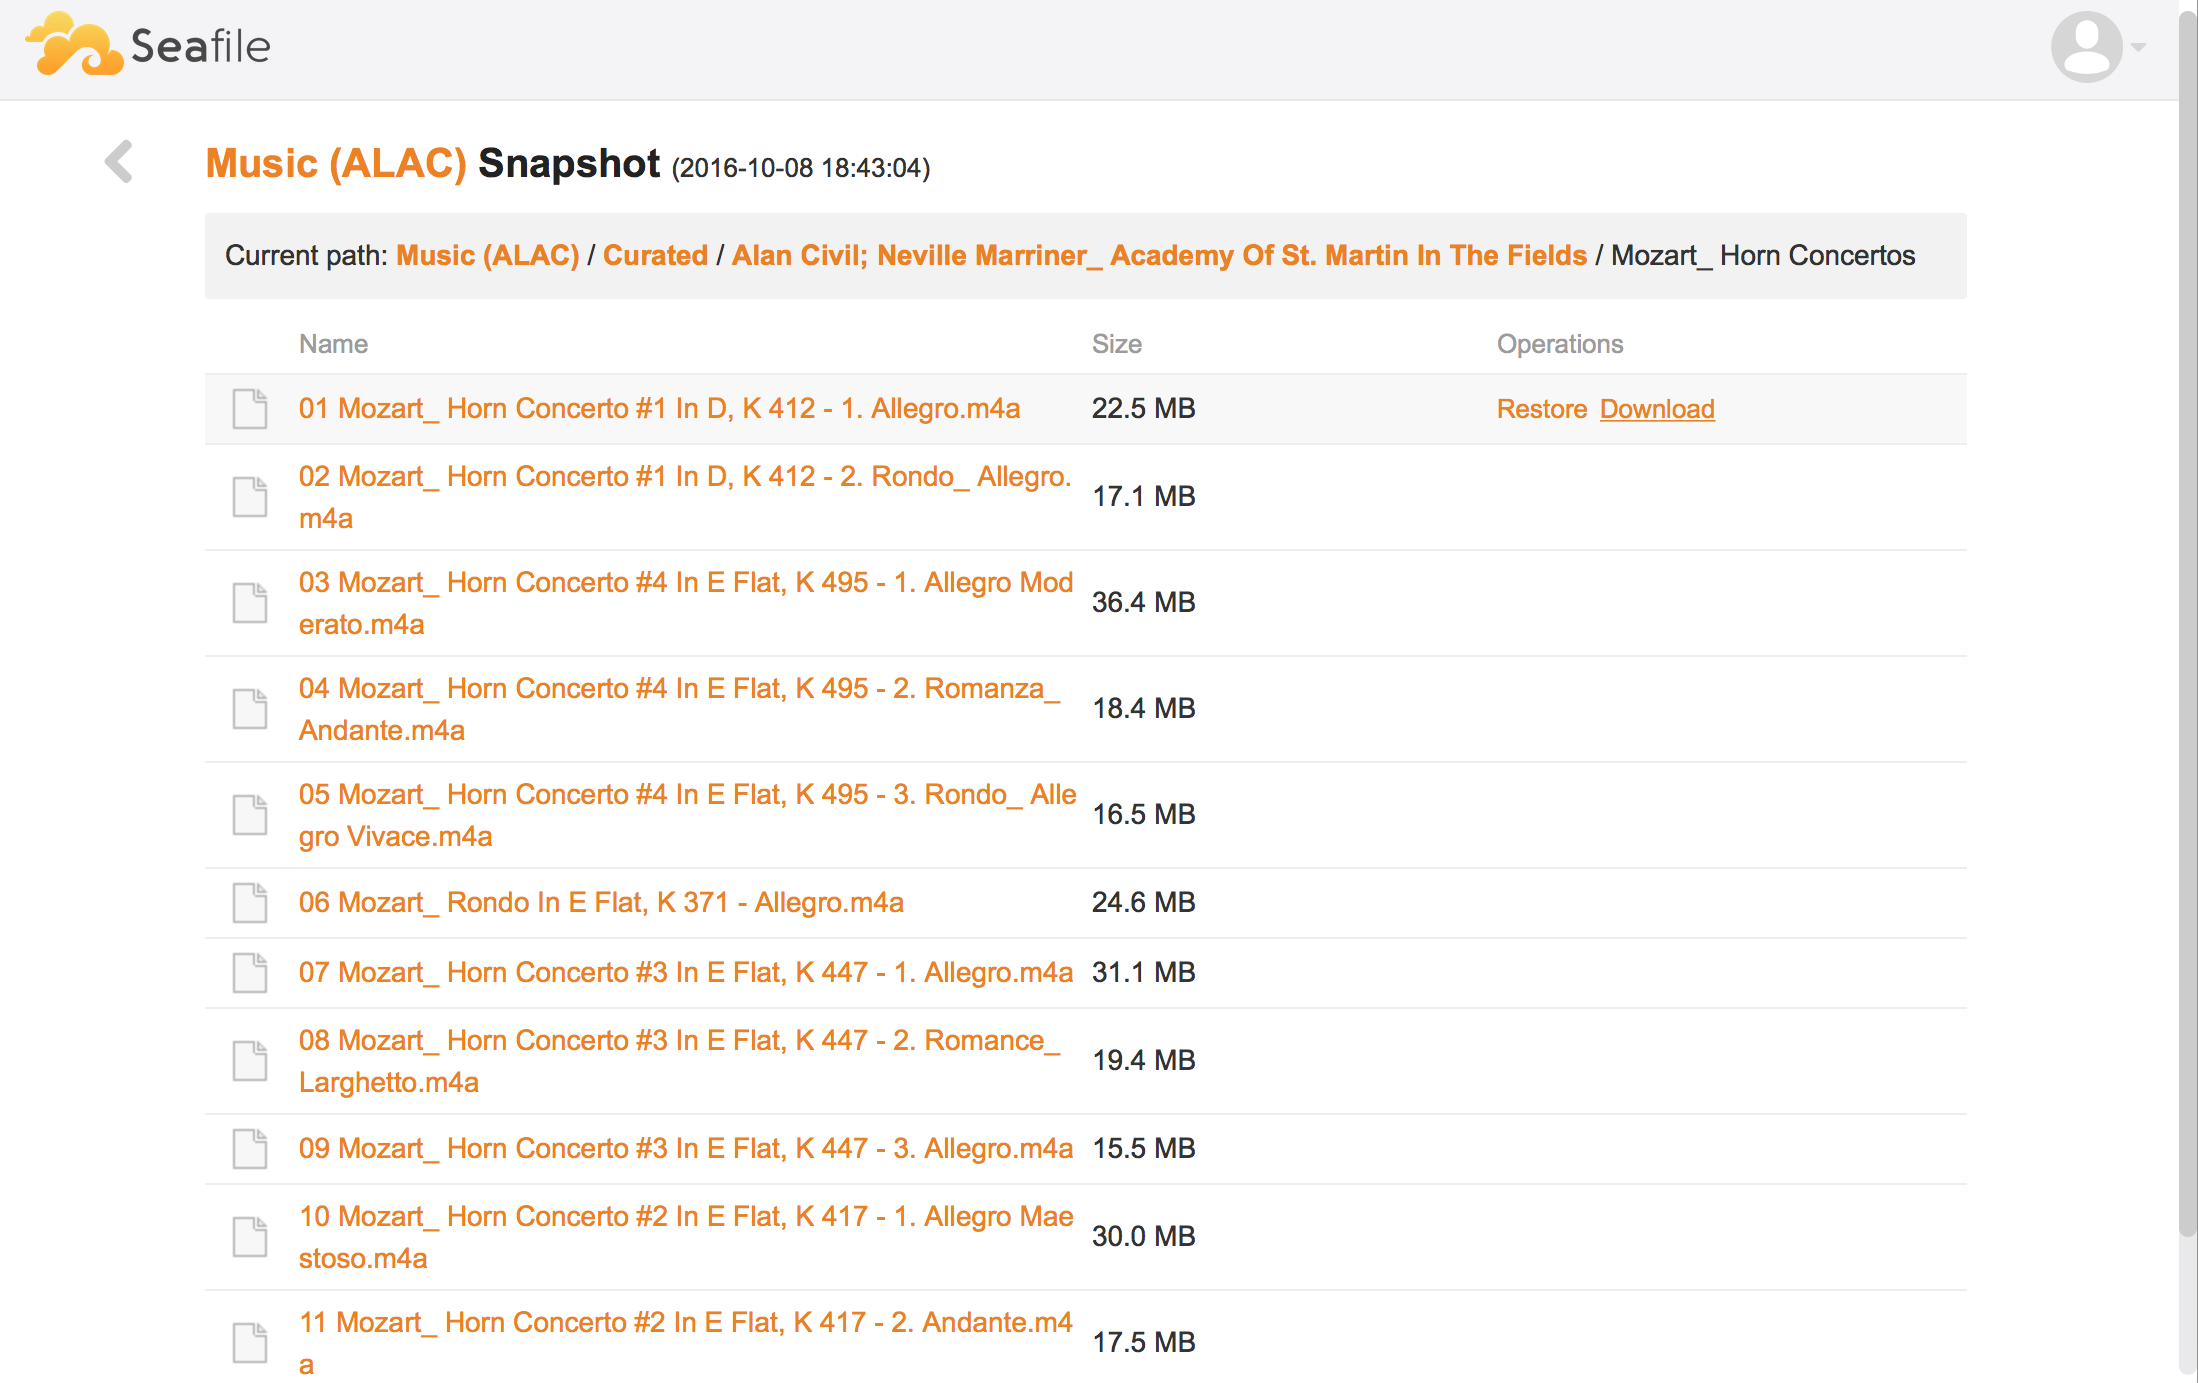 Seafile
Music (ALAC) Snapshot (2016-10-08 18:43:04)
Current path: Music (ALAC) / Curated / Alan Civil; Neville Marriner_ Academy Of St. Martin In The Fields / Mozart_ Horn Concertos
Name Size Operations
01 Mozart_ Horn Concerto #1 In D, K 412 - 1. Allegro.m4a 22.5 MB Restore Download
02 Mozart_ Horn Concerto #1 In D, K 412 - 2. Rondo_ Allegro.
m4a
17.1 MB
03 Mozart_ Horn Concerto #4 In E Flat, K 495 - 1. Allegro Mod
erato.m4a
36.4 MB
04 Mozart_ Horn Concerto #4 In E Flat, K 495 - 2. Romanza_
Andante.m4a
18.4 MB
05 Mozart_ Horn Concerto #4 In E Flat, K 495 - 3. Rondo_ Alle
gro Vivace.m4a
16.5 MB
06 Mozart_ Rondo In E Flat, K 371 - Allegro.m4a 24.6 MB
07 Mozart_ Horn Concerto #3 In E Flat, K 447 - 1. Allegro.m4a 31.1 MB
08 Mozart_ Horn Concerto #3 In E Flat, K 447 - 2. Romance_
Larghetto.m4a
19.4 MB
09 Mozart_ Horn Concerto #3 In E Flat, K 447 - 3. Allegro.m4a 15.5 MB
10 Mozart_ Horn Concerto #2 In E Flat, K 417 - 1. Allegro Mae
stoso.m4a
30.0 MB
11 Mozart_ Horn Concerto #2 In E Flat, K 417 - 2. Andante.m4
a
17.5 MB